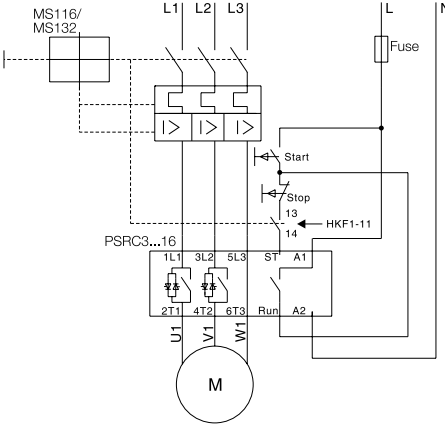 L1 L2 L3 L N
MS116/
MS132
Fuse
Start
Stop
13
HKF1-11
14
PSRC3...16
1L1 3L2 5L3 ST A1
2T1 4T2 6T3 Run A2
U1 V1 W1
M